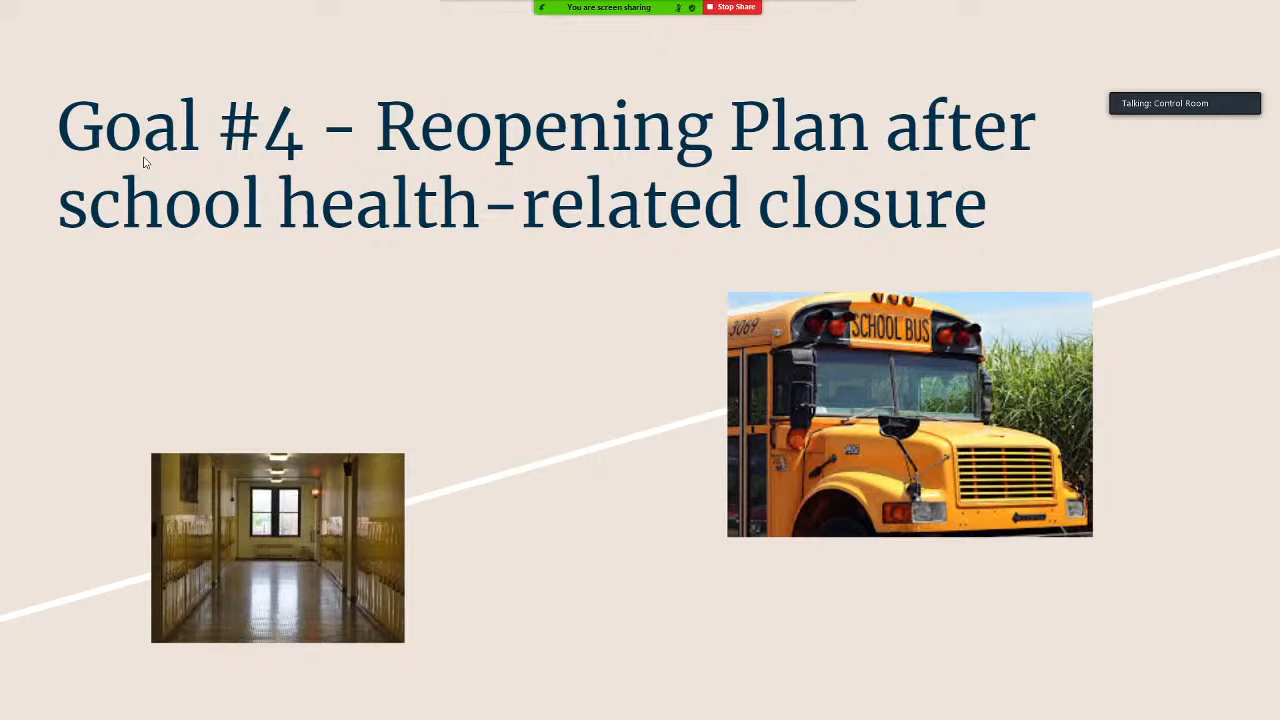 You are screen sharing
Stop Share
Talking: Control Room
Goal #4 - Reopening Plan after
school health-related closure
3069
SCHOOL BUS